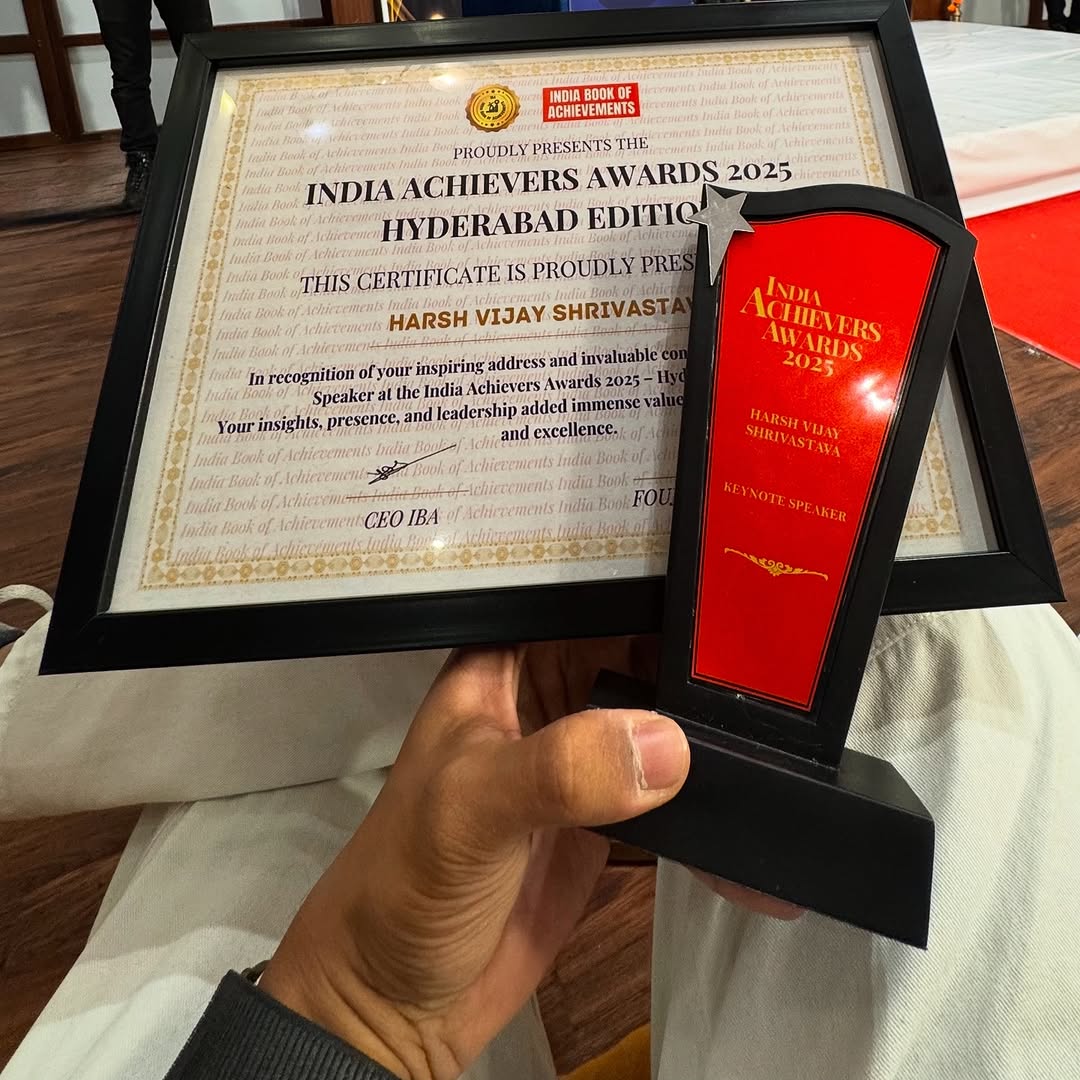 INDIA BOOK OF
ACHIEVEMENTS
PROUDLY PRESENTS THE
INDIA ACHIEVERS AWARDS 2025
HYDERABAD EDITIO
THIS CERTIFICATE IS PROUDLY PRES
HARSH VIJAY SHRIVASTAV
In recognition of your inspiring address and invaluable con
Speaker at the India Achievers Awards 2025 – Hyd
Your insights, presence, and leadership added immense value
and excellence.
CEO IBA
FOU
INDIA
ACHIEVERS
AWARDS
2025
HARSH VIJAY
SHRIVASTAVA
KEYNOTE SPEAKER